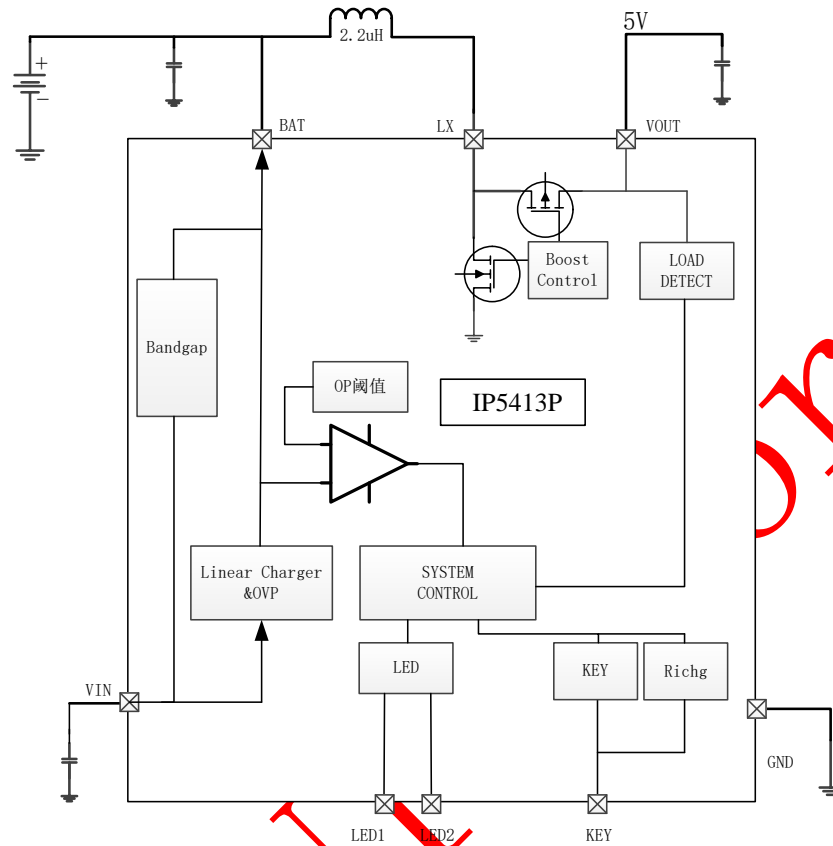 2.2uH
5V
+
−
BAT
LX
VOUT
Boost
Control
LOAD
DETECT
Bandgap
OP阈值
IP5413P
Linear Charger
&OVP
SYSTEM
CONTROL
LED
KEY
Richg
VIN
GND
LED1
LED2
KEY